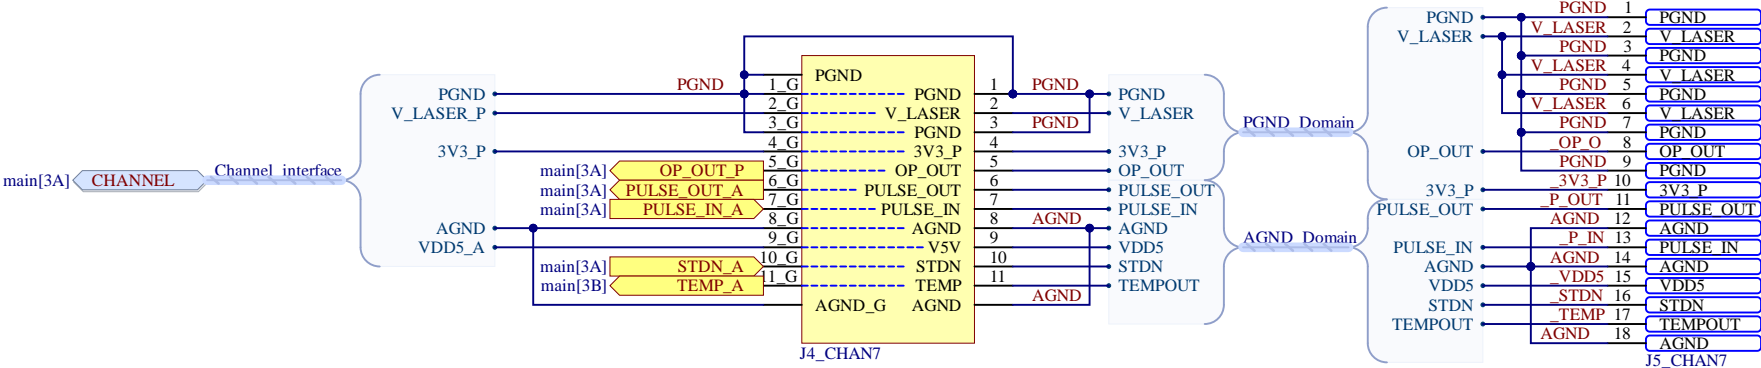 main[3A] CHANNEL
Channel_interface
PGND
V_LASER_P
3V3_P
AGND
VDD5_A
PGND
main[3A] OP_OUT_P
main[3A] PULSE_OUT_A
main[3A] PULSE_IN_A
main[3A] STDN_A
main[3B] TEMP_A
PGND
1_G PGND 1
2_G V_LASER 2
3_G PGND 3
4_G 3V3_P 4
5_G OP_OUT 5
6_G PULSE_OUT 6
7_G PULSE_IN 7
8_G AGND 8
9_G V5V 9
10_G STDN 10
11_G TEMP 11
AGND_G AGND
J4_CHAN7
PGND
PGND
AGND
AGND
PGND
V_LASER
3V3_P
OP_OUT
PULSE_OUT
PULSE_IN
AGND
VDD5
STDN
TEMPOUT
PGND_Domain
AGND_Domain
PGND
V_LASER
OP_OUT
3V3_P
PULSE_OUT
PULSE_IN
AGND
VDD5
STDN
TEMPOUT
PGND 1 PGND
V_LASER 2 V_LASER
PGND 3 PGND
V_LASER 4 V_LASER
PGND 5 PGND
V_LASER 6 V_LASER
PGND 7 PGND
_OP_O 8 OP_OUT
PGND 9 PGND
_3V3_P 10 3V3_P
_P_OUT 11 PULSE_OUT
AGND 12 AGND
_P_IN 13 PULSE_IN
AGND 14 AGND
_VDD5 15 VDD5
_STDN 16 STDN
_TEMP 17 TEMPOUT
AGND 18 AGND
J5_CHAN7